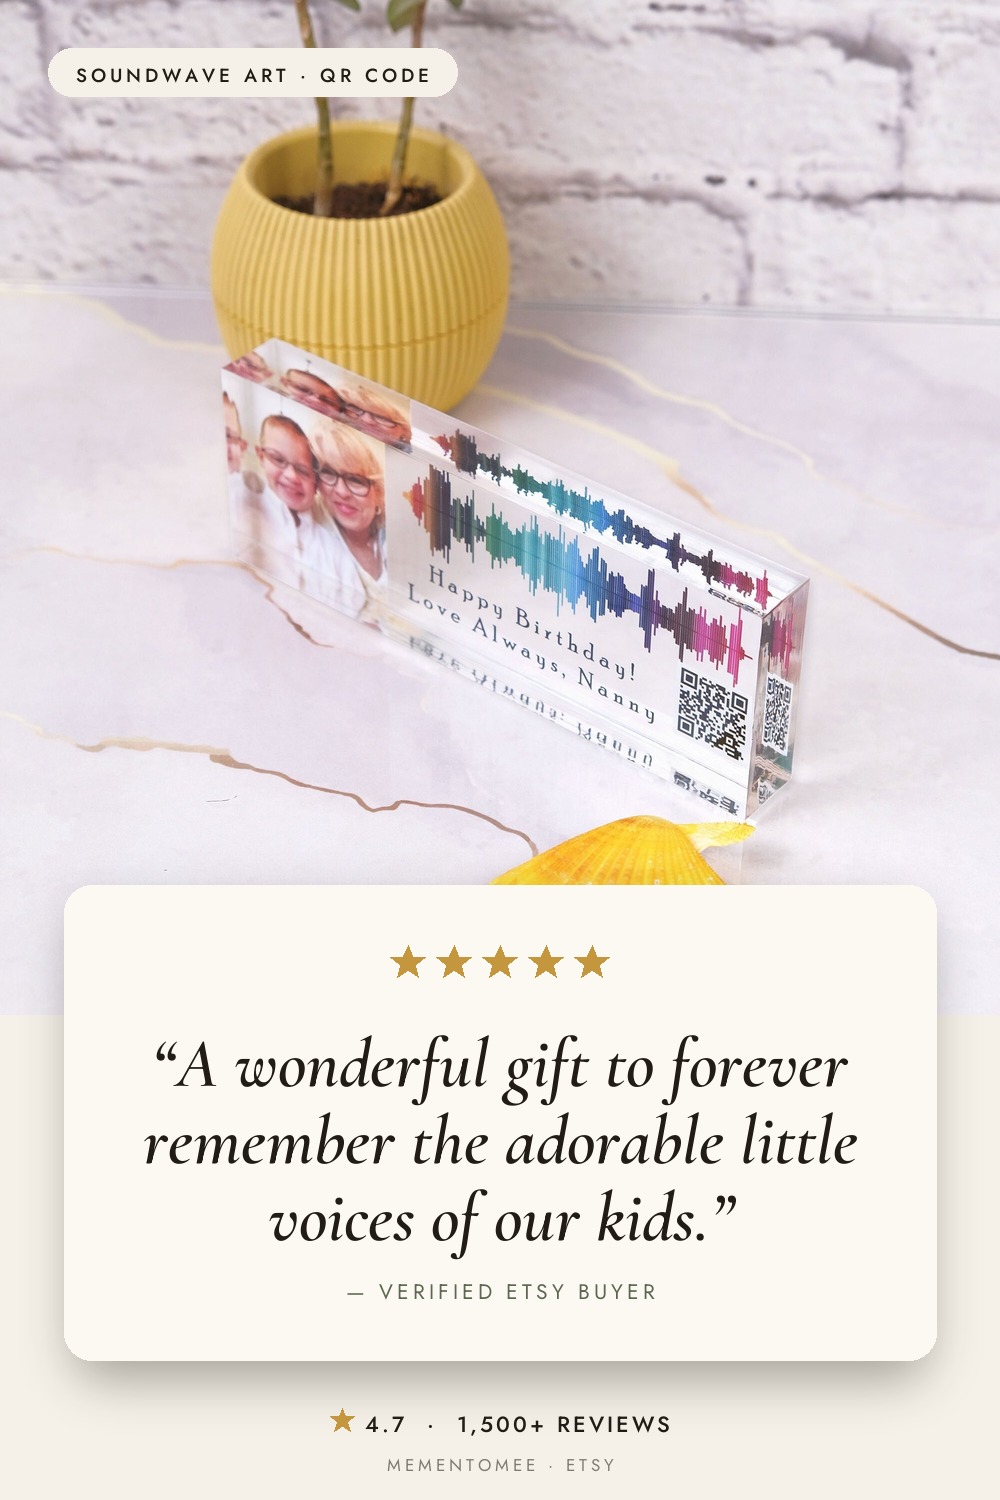 SOUNDWAVE ART · QR CODE
Happy Birthday!
Love Always, Nanny
“A wonderful gift to forever
remember the adorable little
voices of our kids.”
— VERIFIED ETSY BUYER
★ 4.7 · 1,500+ REVIEWS
MEMENTOMEE · ETSY